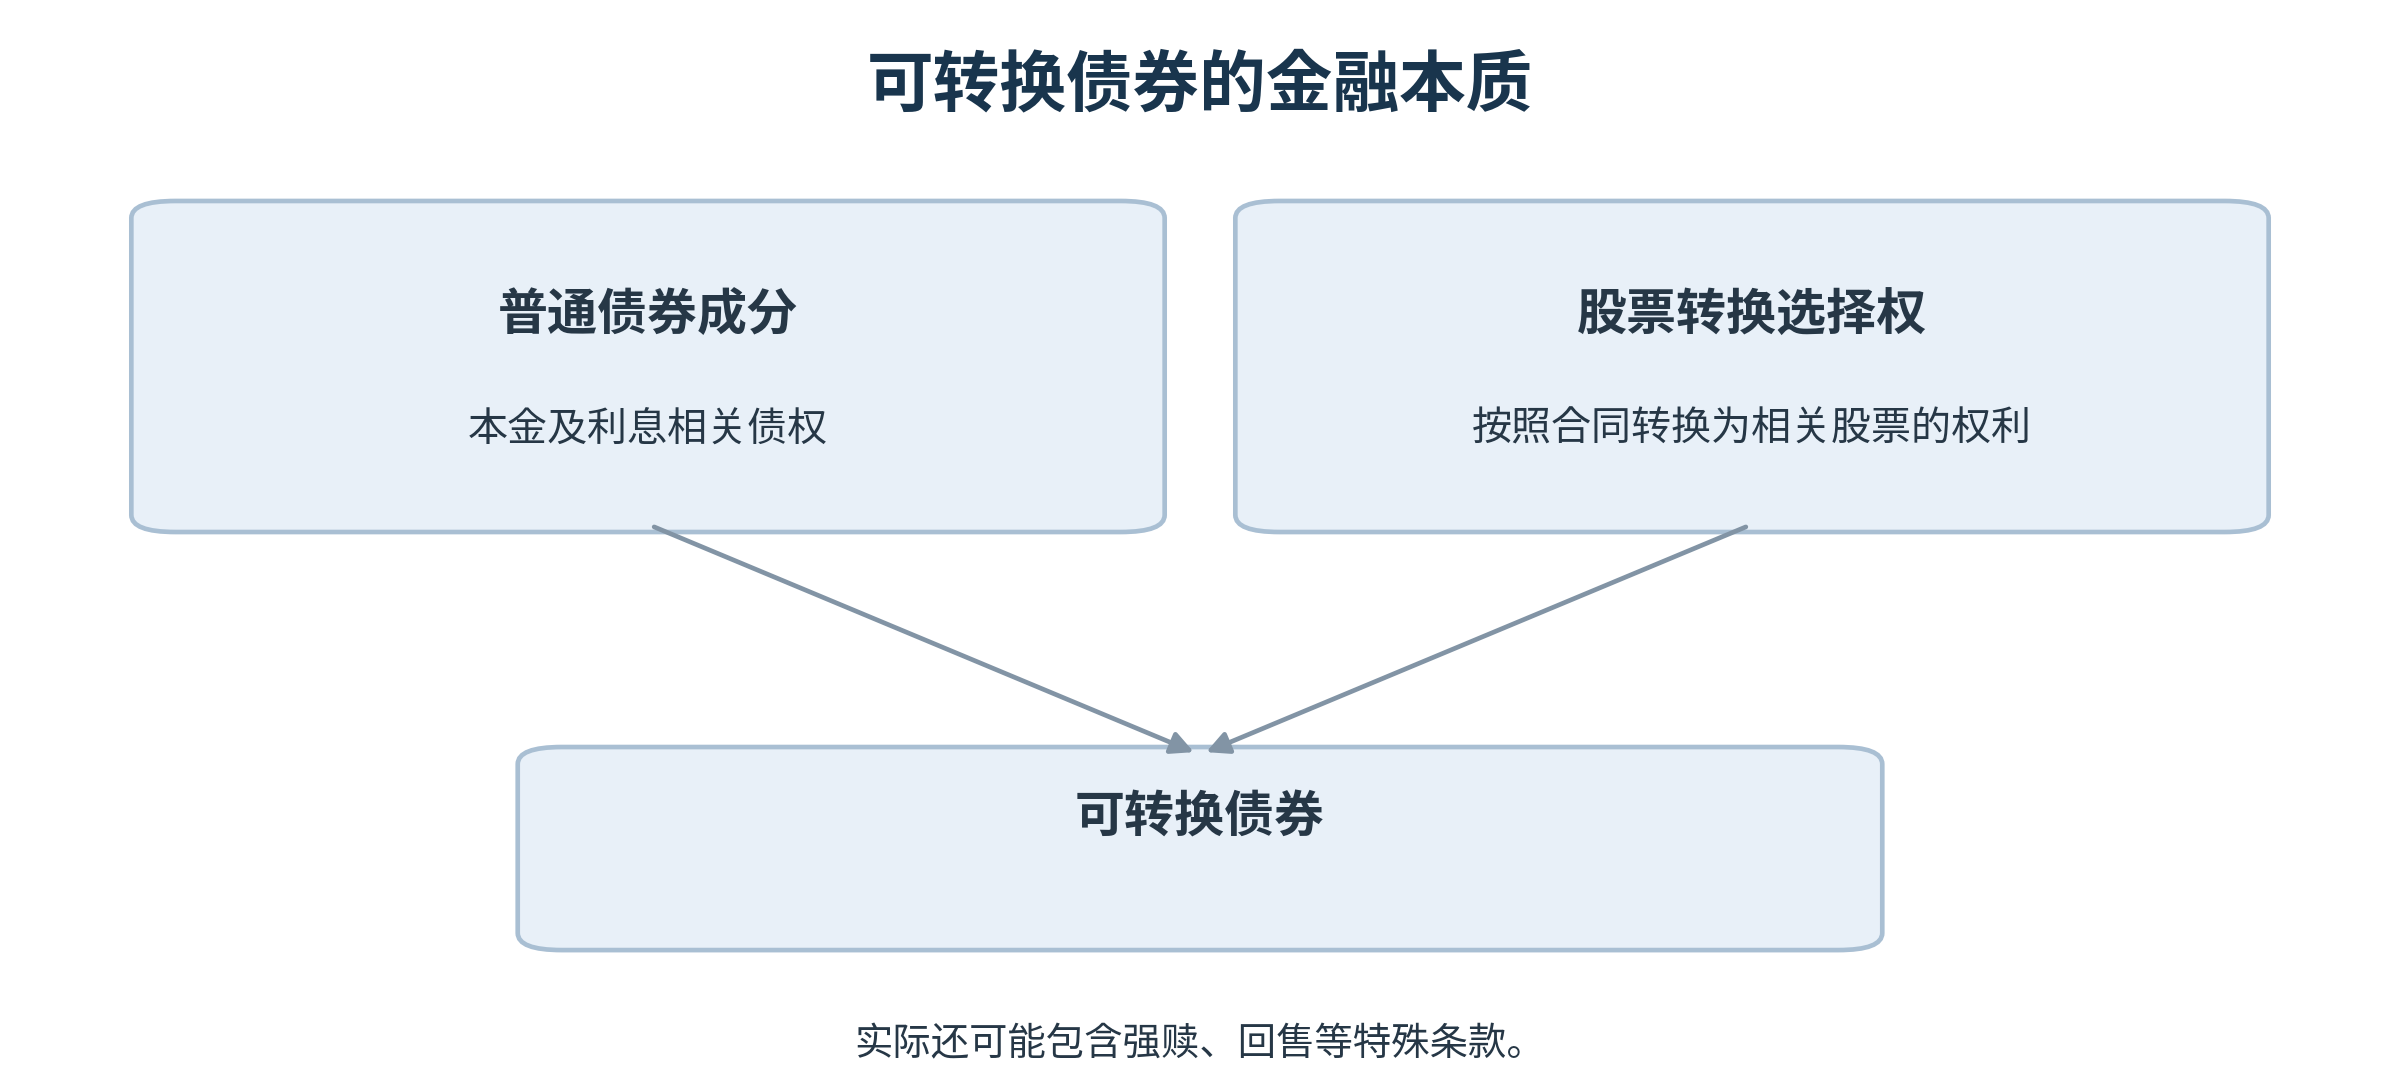 可转换债券的金融本质
普通债券成分
本金及利息相关债权
股票转换选择权
按照合同转换为相关股票的权利
可转换债券
实际还可能包含强赎、回售等特殊条款。